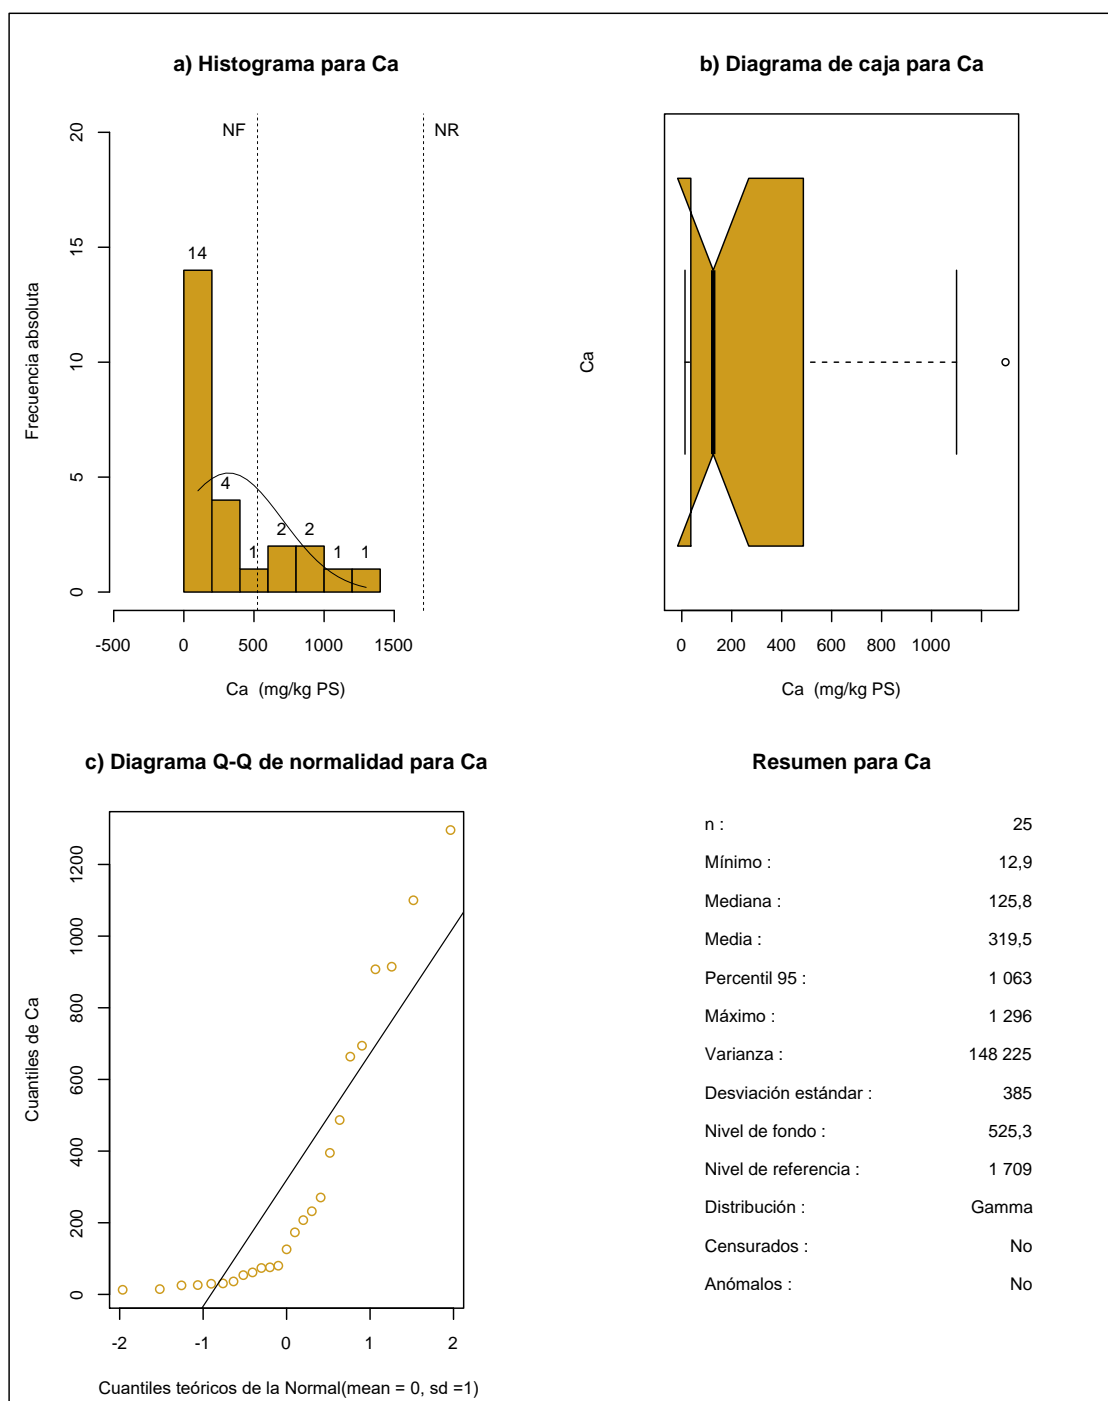 a) Histograma para Ca
NF
NR
Frecuencia absoluta
20
15
10
5
0
14
4
1
2
2
1
1
-500 0 500 1000 1500
Ca (mg/kg PS)
b) Diagrama de caja para Ca
Ca
0 200 400 600 800 1000
Ca (mg/kg PS)
c) Diagrama Q-Q de normalidad para Ca
Cuantiles de Ca
1200
1000
800
600
400
200
0
-2 -1 0 1 2
Cuantiles teóricos de la Normal(mean = 0, sd =1)
Resumen para Ca
n : 25
Mínimo : 12,9
Mediana : 125,8
Media : 319,5
Percentil 95 : 1 063
Máximo : 1 296
Varianza : 148 225
Desviación estándar : 385
Nivel de fondo : 525,3
Nivel de referencia : 1 709
Distribución : Gamma
Censurados : No
Anómalos : No